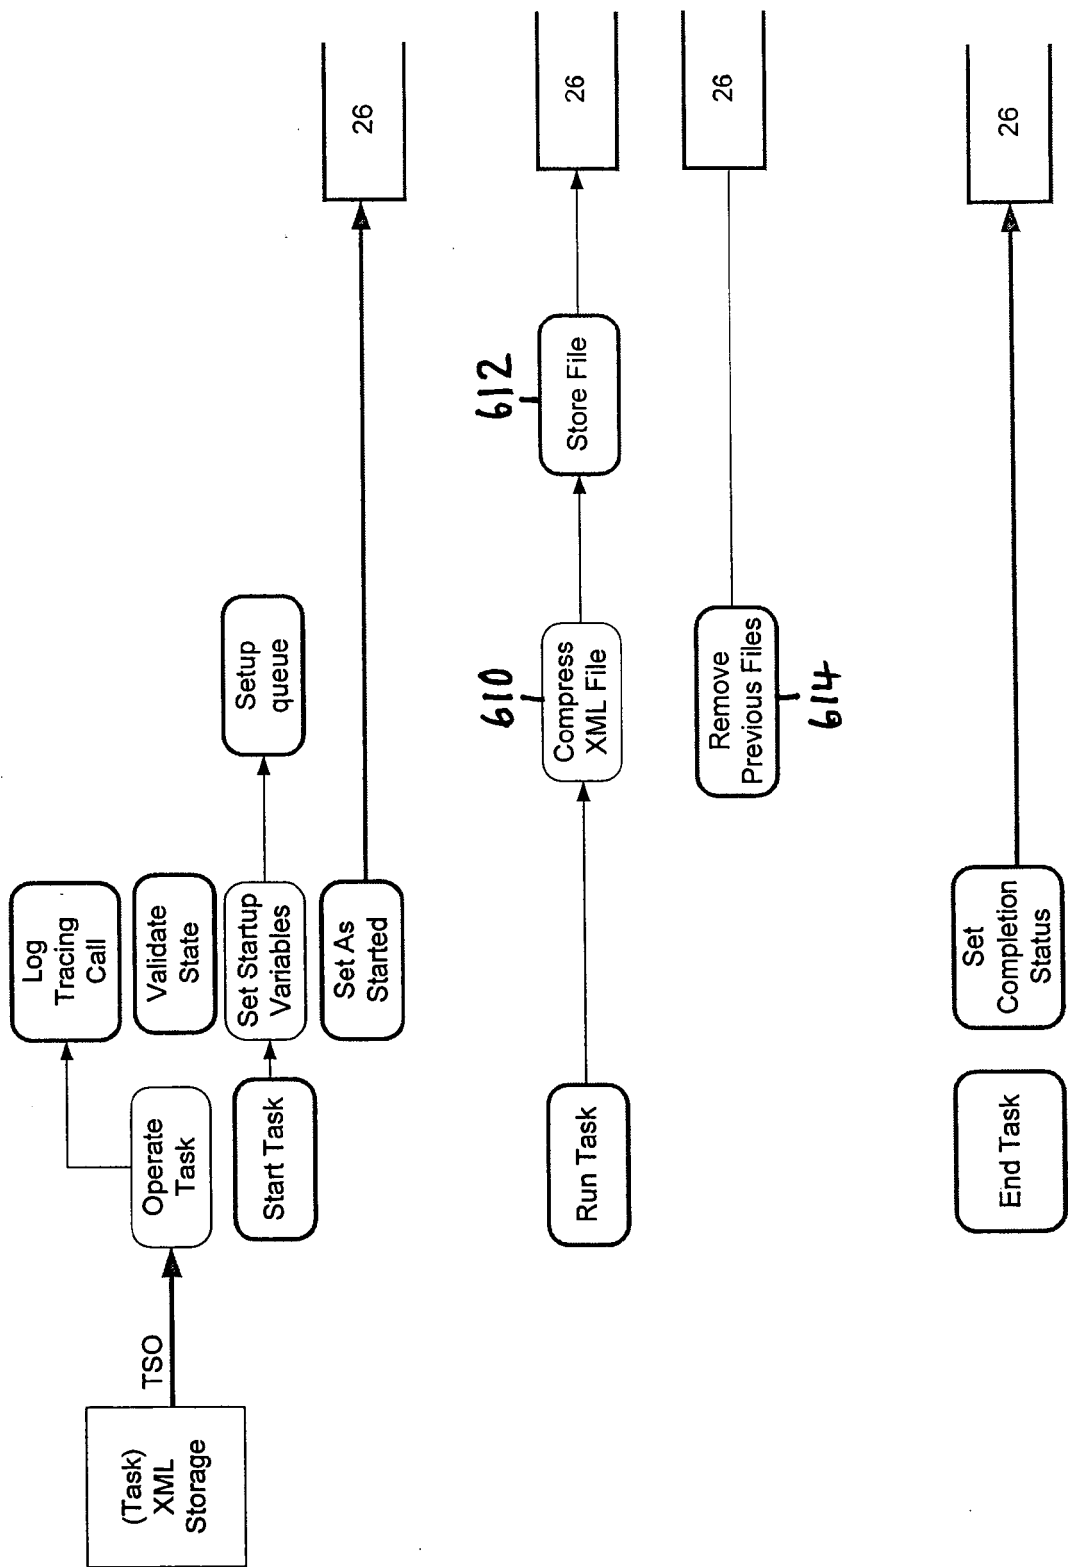 (Task)
XML
Storage
TSO
Operate
Task
Log
Tracing
Call
Validate
State
Start Task
Set Startup
Variables
Setup
queue
Set As
Started
26
Run Task
610
Compress
XML File
612
Store File
26
Remove
Previous Files
614
26
End Task
Set
Completion
Status
26